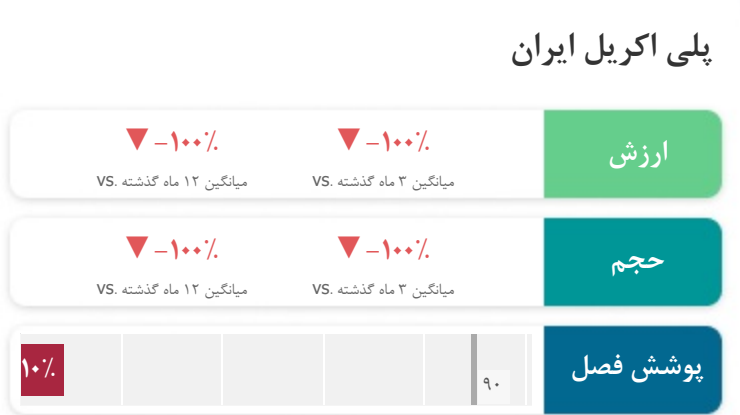 پلی اکریل ایران
ارزش
▼ -۱۰۰٪ ▼ -۱۰۰٪
میانگین ۳ ماه گذشته .VS میانگین ۱۲ ماه گذشته .VS
حجم
▼ -۱۰۰٪ ▼ -۱۰۰٪
میانگین ۳ ماه گذشته .VS میانگین ۱۲ ماه گذشته .VS
پوشش فصل
۱۰٪
۹۰